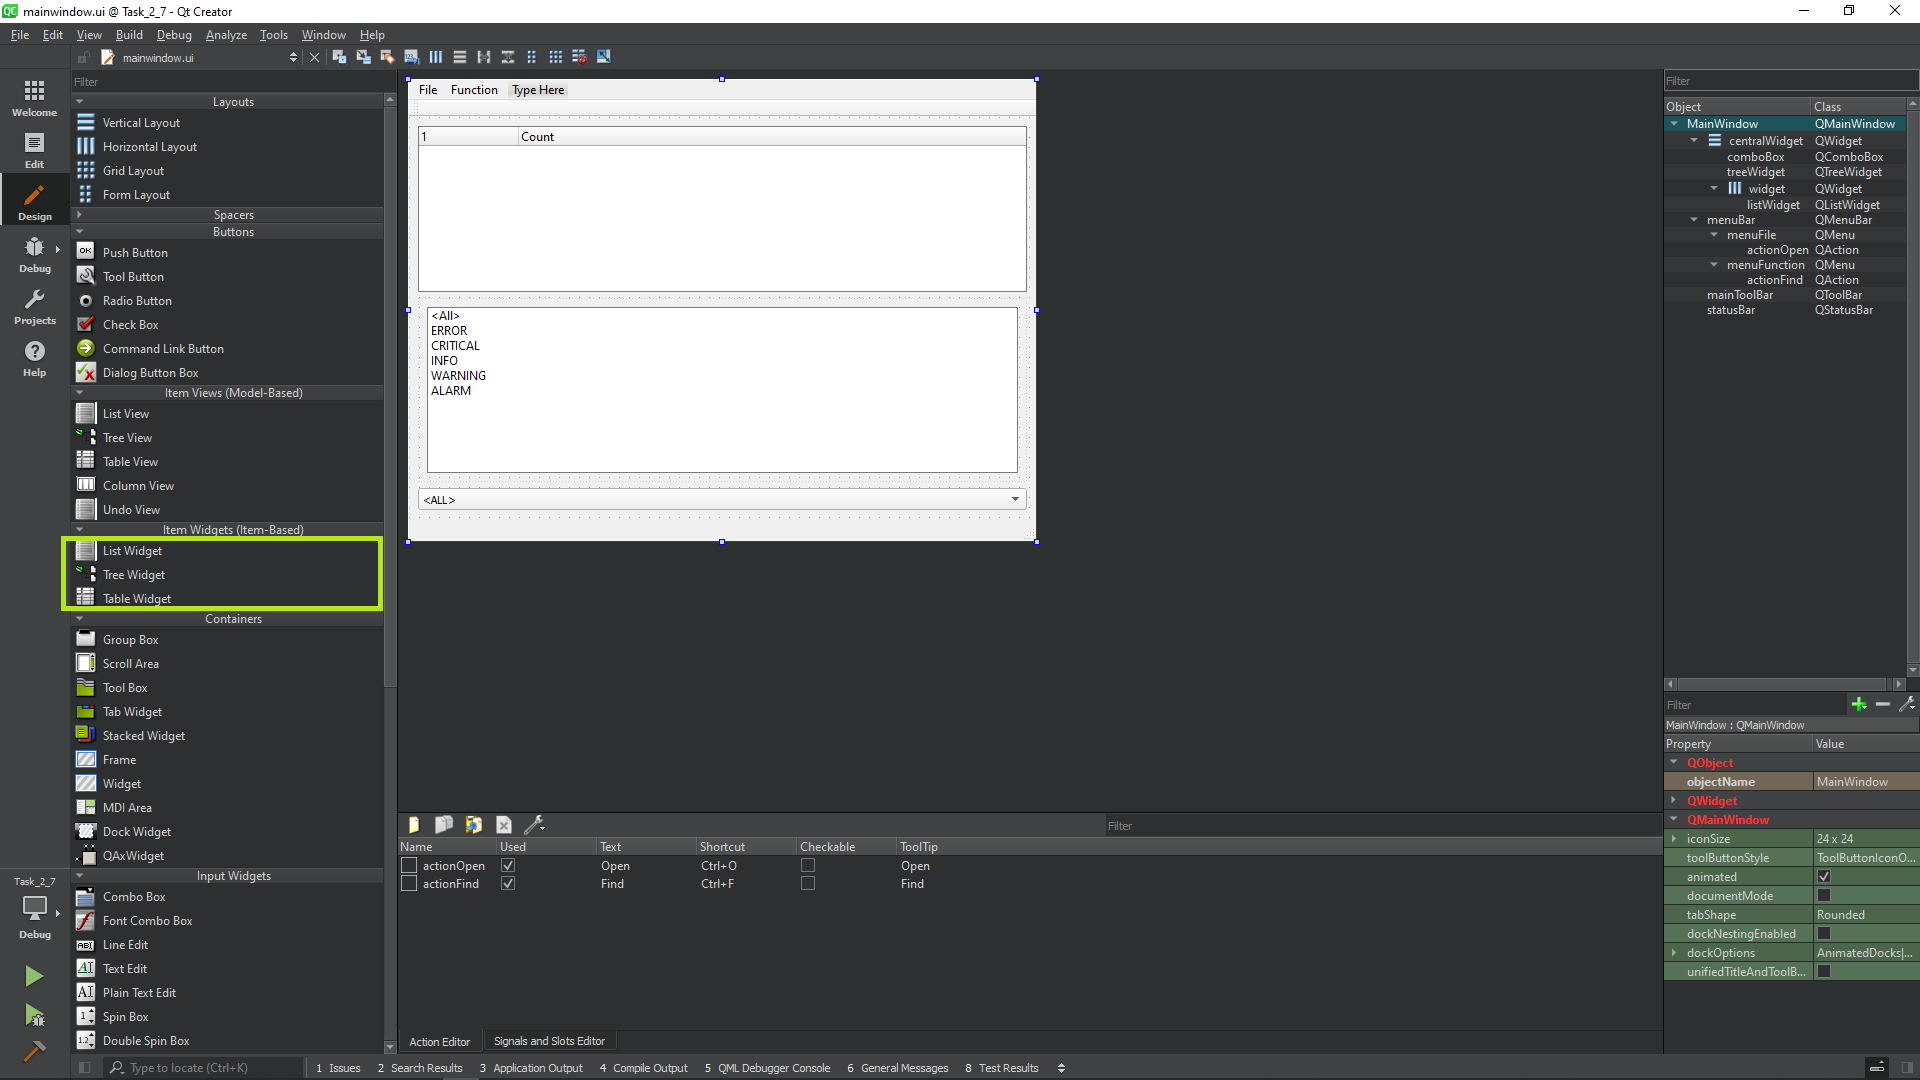 mainwindow.ui @ Task_2_7 - Qt Creator
File Edit View Build Debug Analyze Tools Window Help
mainwindow.ui
Welcome
Edit
Design
Debug
Projects
Help
Task_2_7
Debug
Filter
Layouts
Vertical Layout
Horizontal Layout
Grid Layout
Form Layout
Spacers
Buttons
Push Button
Tool Button
Radio Button
Check Box
Command Link Button
Dialog Button Box
Item Views (Model-Based)
List View
Tree View
Table View
Column View
Undo View
Item Widgets (Item-Based)
List Widget
Tree Widget
Table Widget
Containers
Group Box
Scroll Area
Tool Box
Tab Widget
Stacked Widget
Frame
Widget
MDI Area
Dock Widget
QAxWidget
Input Widgets
Combo Box
Font Combo Box
Line Edit
Text Edit
Plain Text Edit
Spin Box
Double Spin Box
File Function Type Here
1 Count
<All>
ERROR
CRITICAL
INFO
WARNING
ALARM
<ALL>
Filter
Name Used Text Shortcut Checkable ToolTip
actionOpen Open Ctrl+O Open
actionFind Find Ctrl+F Find
Action Editor Signals and Slots Editor
Filter
Object Class
MainWindow QMainWindow
centralWidget QWidget
comboBox QComboBox
treeWidget QTreeWidget
widget QWidget
listWidget QListWidget
menuBar QMenuBar
menuFile QMenu
actionOpen QAction
menuFunction QMenu
actionFind QAction
mainToolBar QToolBar
statusBar QStatusBar
Filter
MainWindow : QMainWindow
Property Value
QObject
objectName MainWindow
QWidget
QMainWindow
iconSize 24 x 24
toolButtonStyle ToolButtonIconO...
animated
documentMode
tabShape Rounded
dockNestingEnabled
dockOptions AnimatedDocks|...
unifiedTitleAndToolB...
Type to locate (Ctrl+K) 1 Issues 2 Search Results 3 Application Output 4 Compile Output 5 QML Debugger Console 6 General Messages 8 Test Results